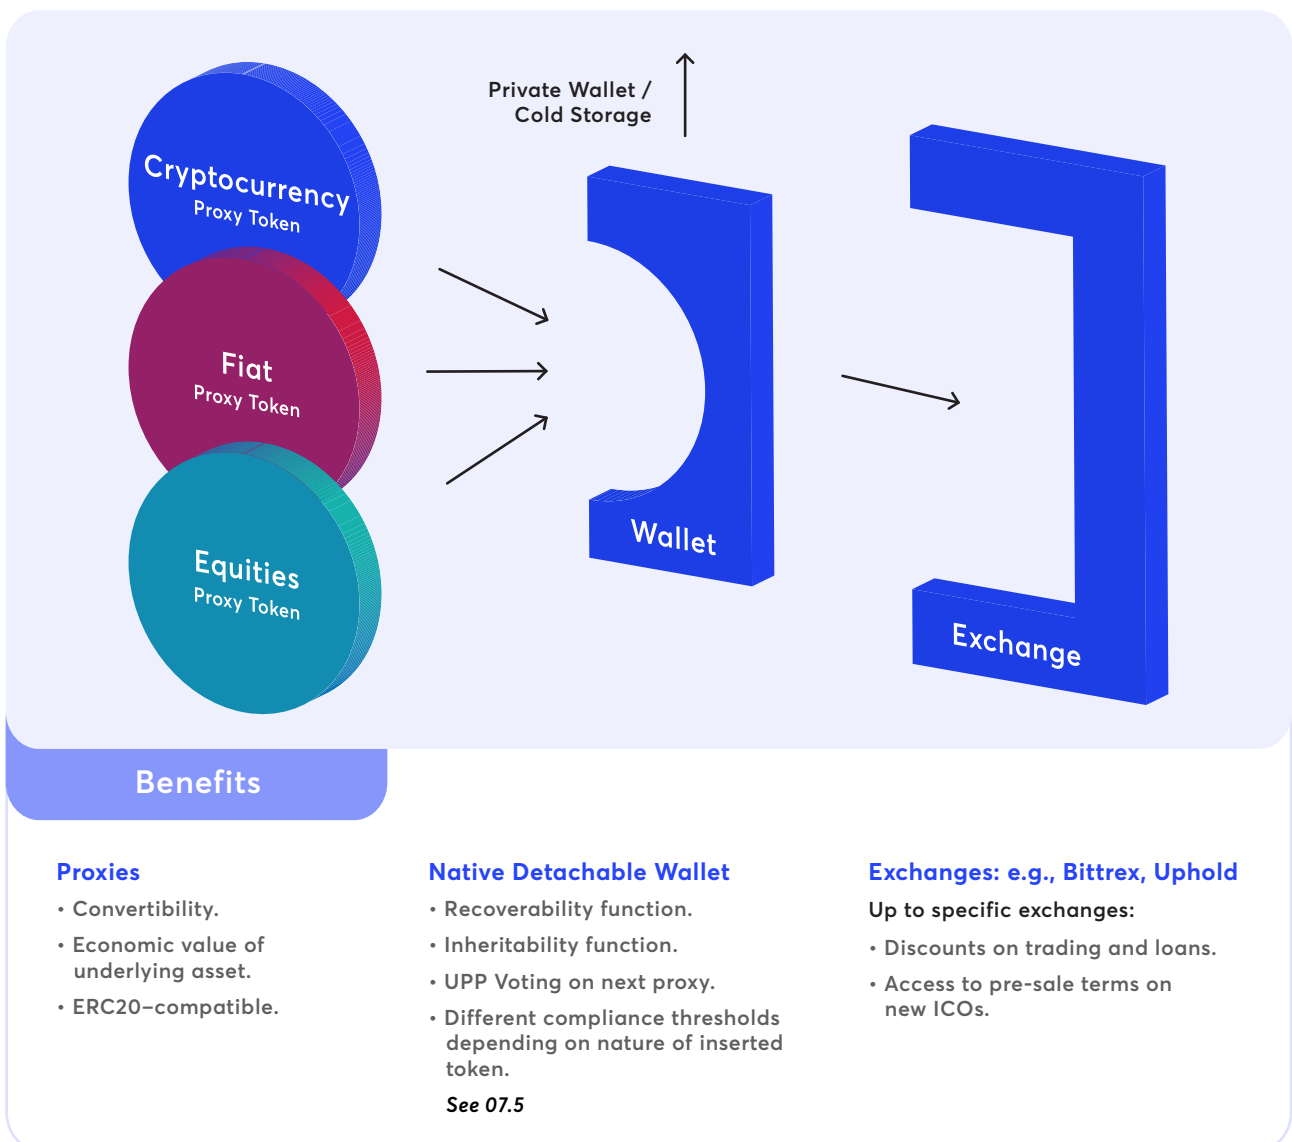 Private Wallet /
Cold Storage
Cryptocurrency
Proxy Token
Fiat
Proxy Token
Equities
Proxy Token
Wallet
Exchange
Benefits
Proxies
• Convertibility.
• Economic value of
underlying asset.
• ERC20–compatible.
Native Detachable Wallet
• Recoverability function.
• Inheritability function.
• UPP Voting on next proxy.
• Different compliance thresholds
depending on nature of inserted
token.
See 07.5
Exchanges: e.g., Bittrex, Uphold
Up to specific exchanges:
• Discounts on trading and loans.
• Access to pre-sale terms on
new ICOs.